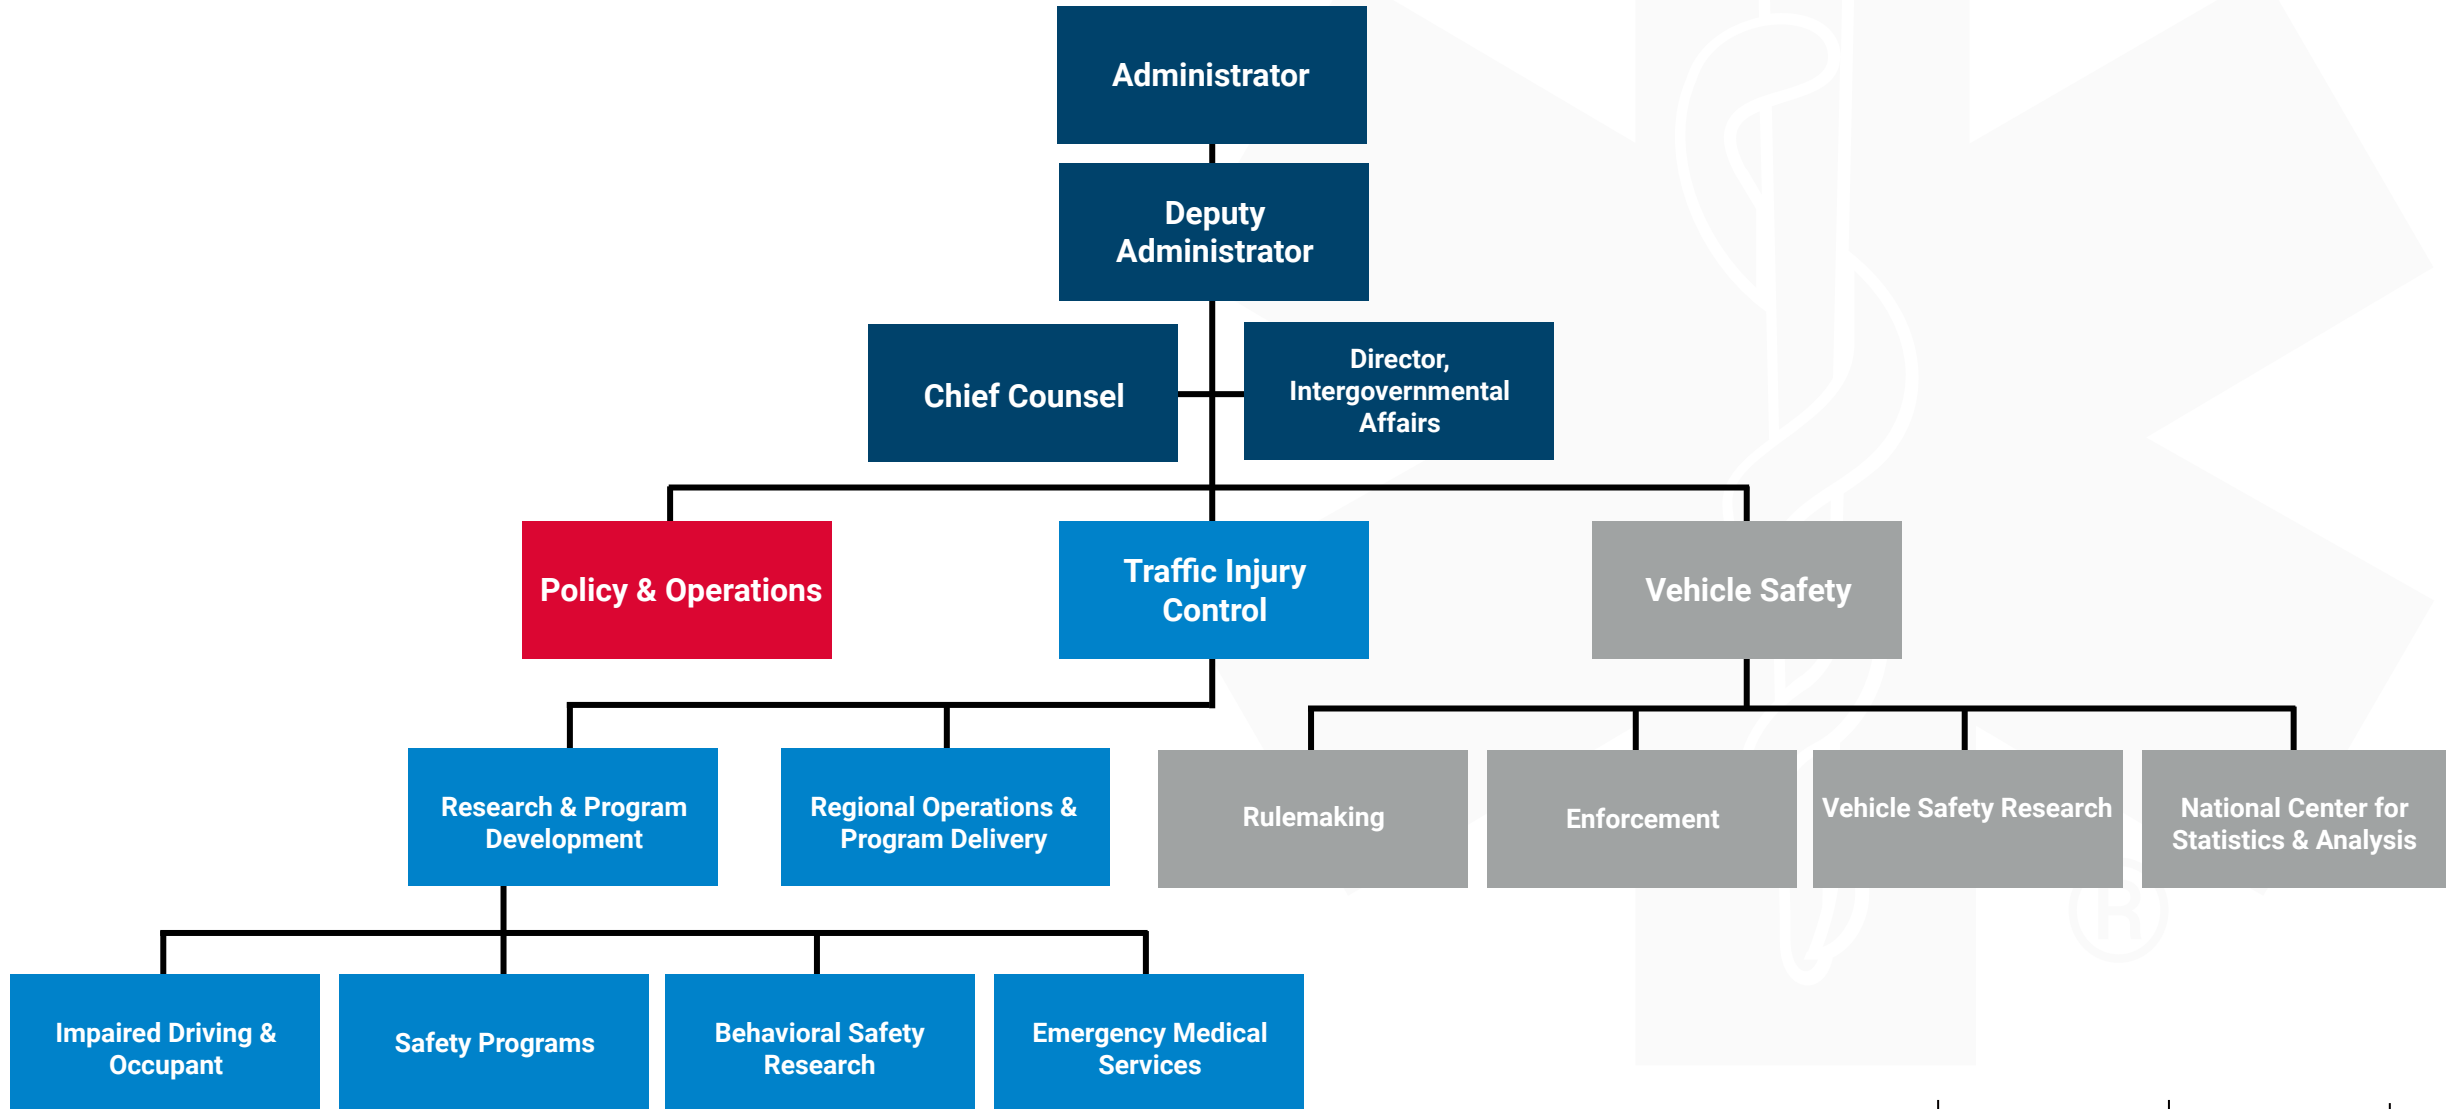 Administrator
Deputy
Administrator
Chief Counsel
Director,
Intergovernmental
Affairs
Policy & Operations
Traffic Injury
Control
Vehicle Safety
Research & Program
Development
Regional Operations &
Program Delivery
Rulemaking
Enforcement
Vehicle Safety Research
National Center for
Statistics & Analysis
Impaired Driving &
Occupant
Safety Programs
Behavioral Safety
Research
Emergency Medical
Services
®